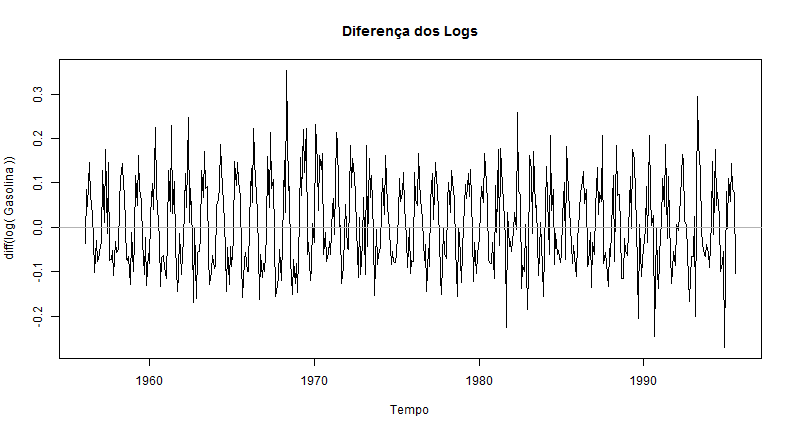 Diferença dos Logs
diff(log( Gasolina ))
0.3
0.2
0.1
0.0
-0.1
-0.2
1960 1970 1980 1990
Tempo